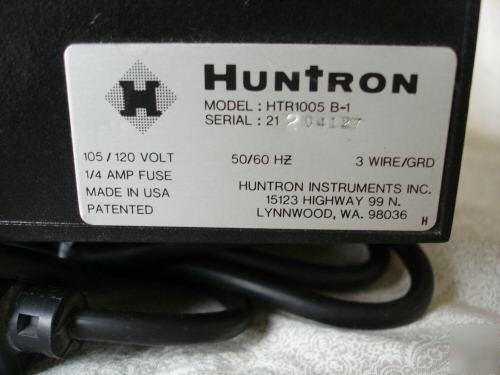 H
HUNTRON
MODEL: HTR1005 B-1
SERIAL: 21 204127
105/120 VOLT
50/60 HZ
3 WIRE/GRD
1/4 AMP FUSE
MADE IN USA
PATENTED
HUNTRON INSTRUMENTS INC.
15123 HIGHWAY 99 N.
LYNNWOOD, WA. 98036
H